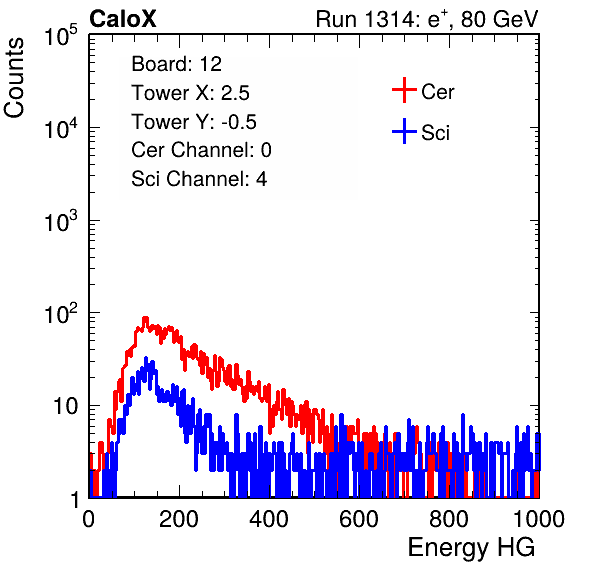 CaloX Run 1314: e⁺, 80 GeV
Counts
Board: 12
Tower X: 2.5
Tower Y: -0.5
Cer Channel: 0
Sci Channel: 4
Cer
Sci
10⁵
10⁴
10³
10²
10
1
0 200 400 600 800 1000
Energy HG